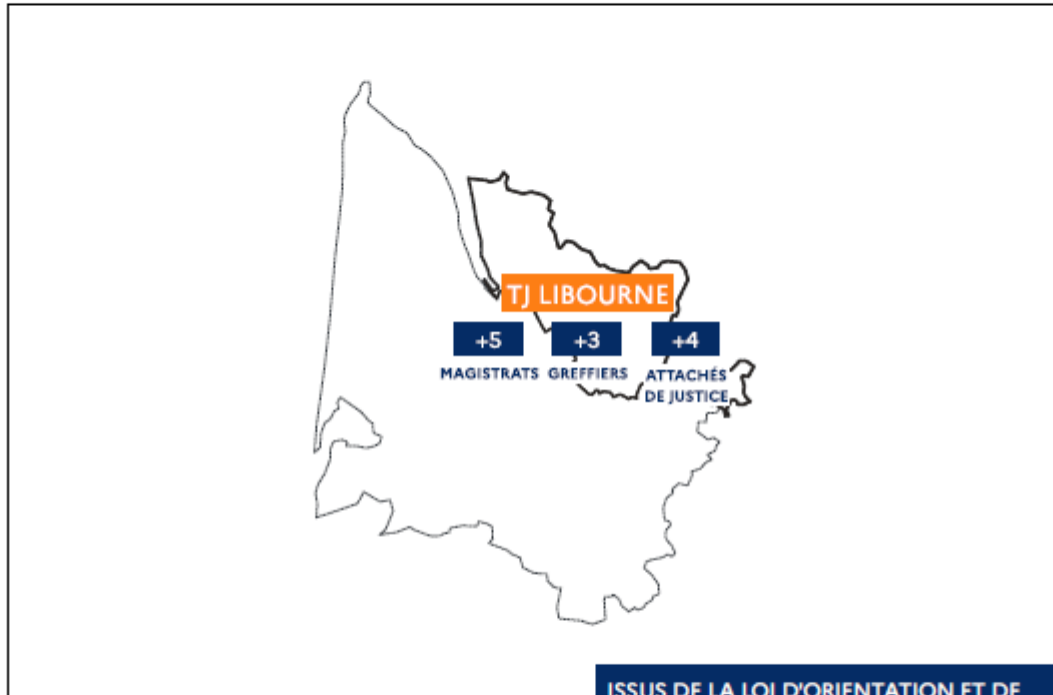 TJ LIBOURNE
+5 +3 +4
MAGISTRATS GREFFIERS ATTACHÉS
DE JUSTICE
ISSUS DE LA LOI D'ORIENTATION ET DE